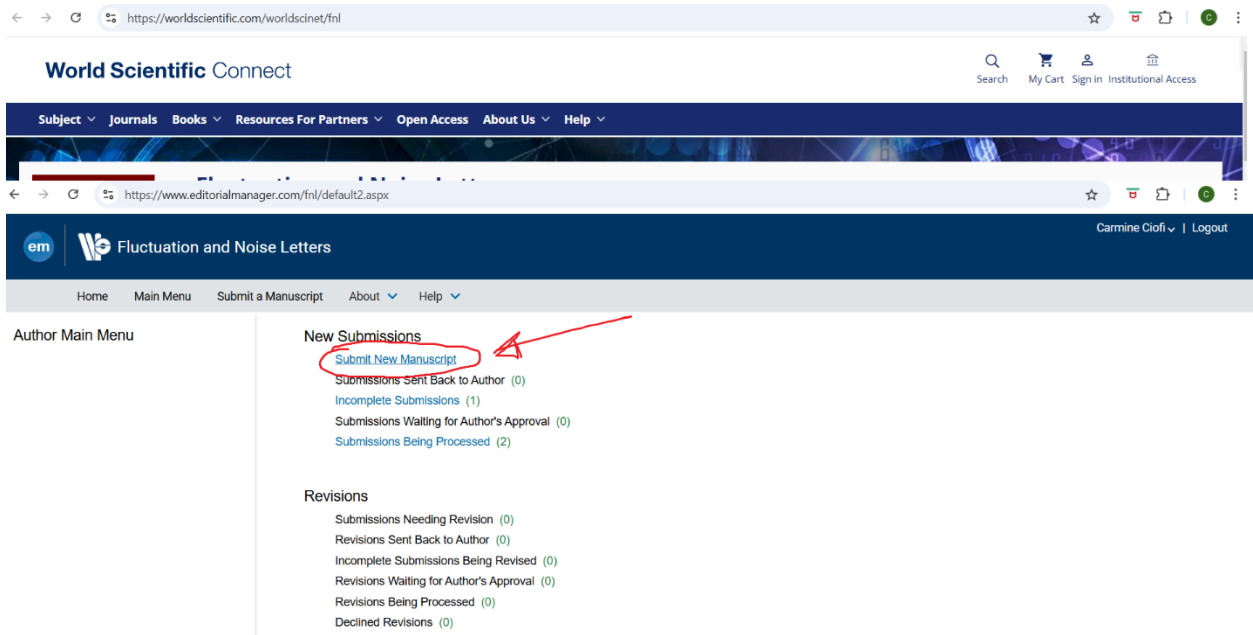 https://worldscientific.com/worldscinet/fnl
C
World Scientific Connect
Search My Cart Sign in Institutional Access
Subject Journals Books Resources For Partners Open Access About Us Help
https://www.editorialmanager.com/fnl/default2.aspx
C
Carmine Ciofi | Logout
em Fluctuation and Noise Letters
Home Main Menu Submit a Manuscript About Help
Author Main Menu
New Submissions
Submit New Manuscript
Submissions Sent Back to Author (0)
Incomplete Submissions (1)
Submissions Waiting for Author's Approval (0)
Submissions Being Processed (2)
Revisions
Submissions Needing Revision (0)
Revisions Sent Back to Author (0)
Incomplete Submissions Being Revised (0)
Revisions Waiting for Author's Approval (0)
Revisions Being Processed (0)
Declined Revisions (0)